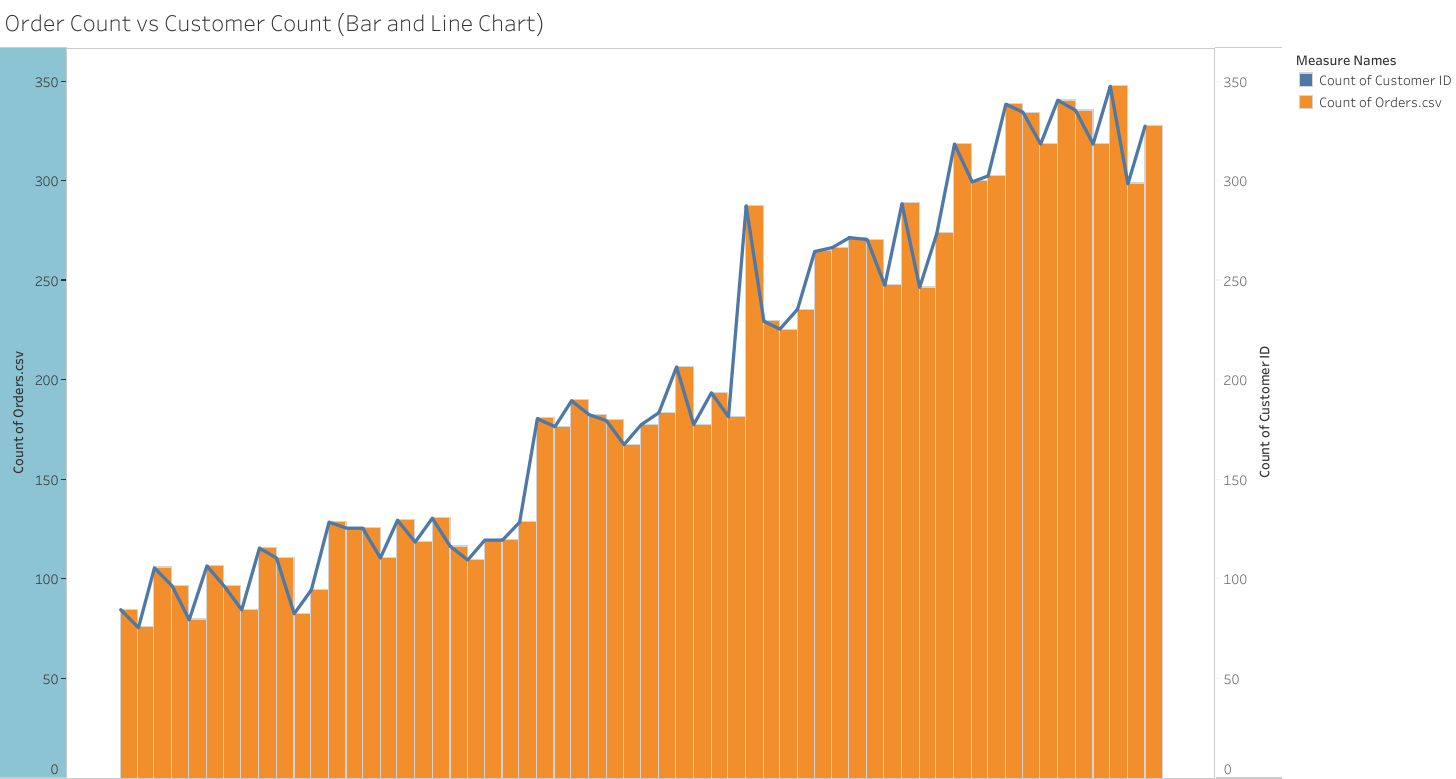 Order Count vs Customer Count (Bar and Line Chart)
Measure Names
Count of Customer ID
Count of Orders.csv
350
300
250
200
150
100
50
0
Count of Orders.csv
350
300
250
200
150
100
50
0
Count of Customer ID